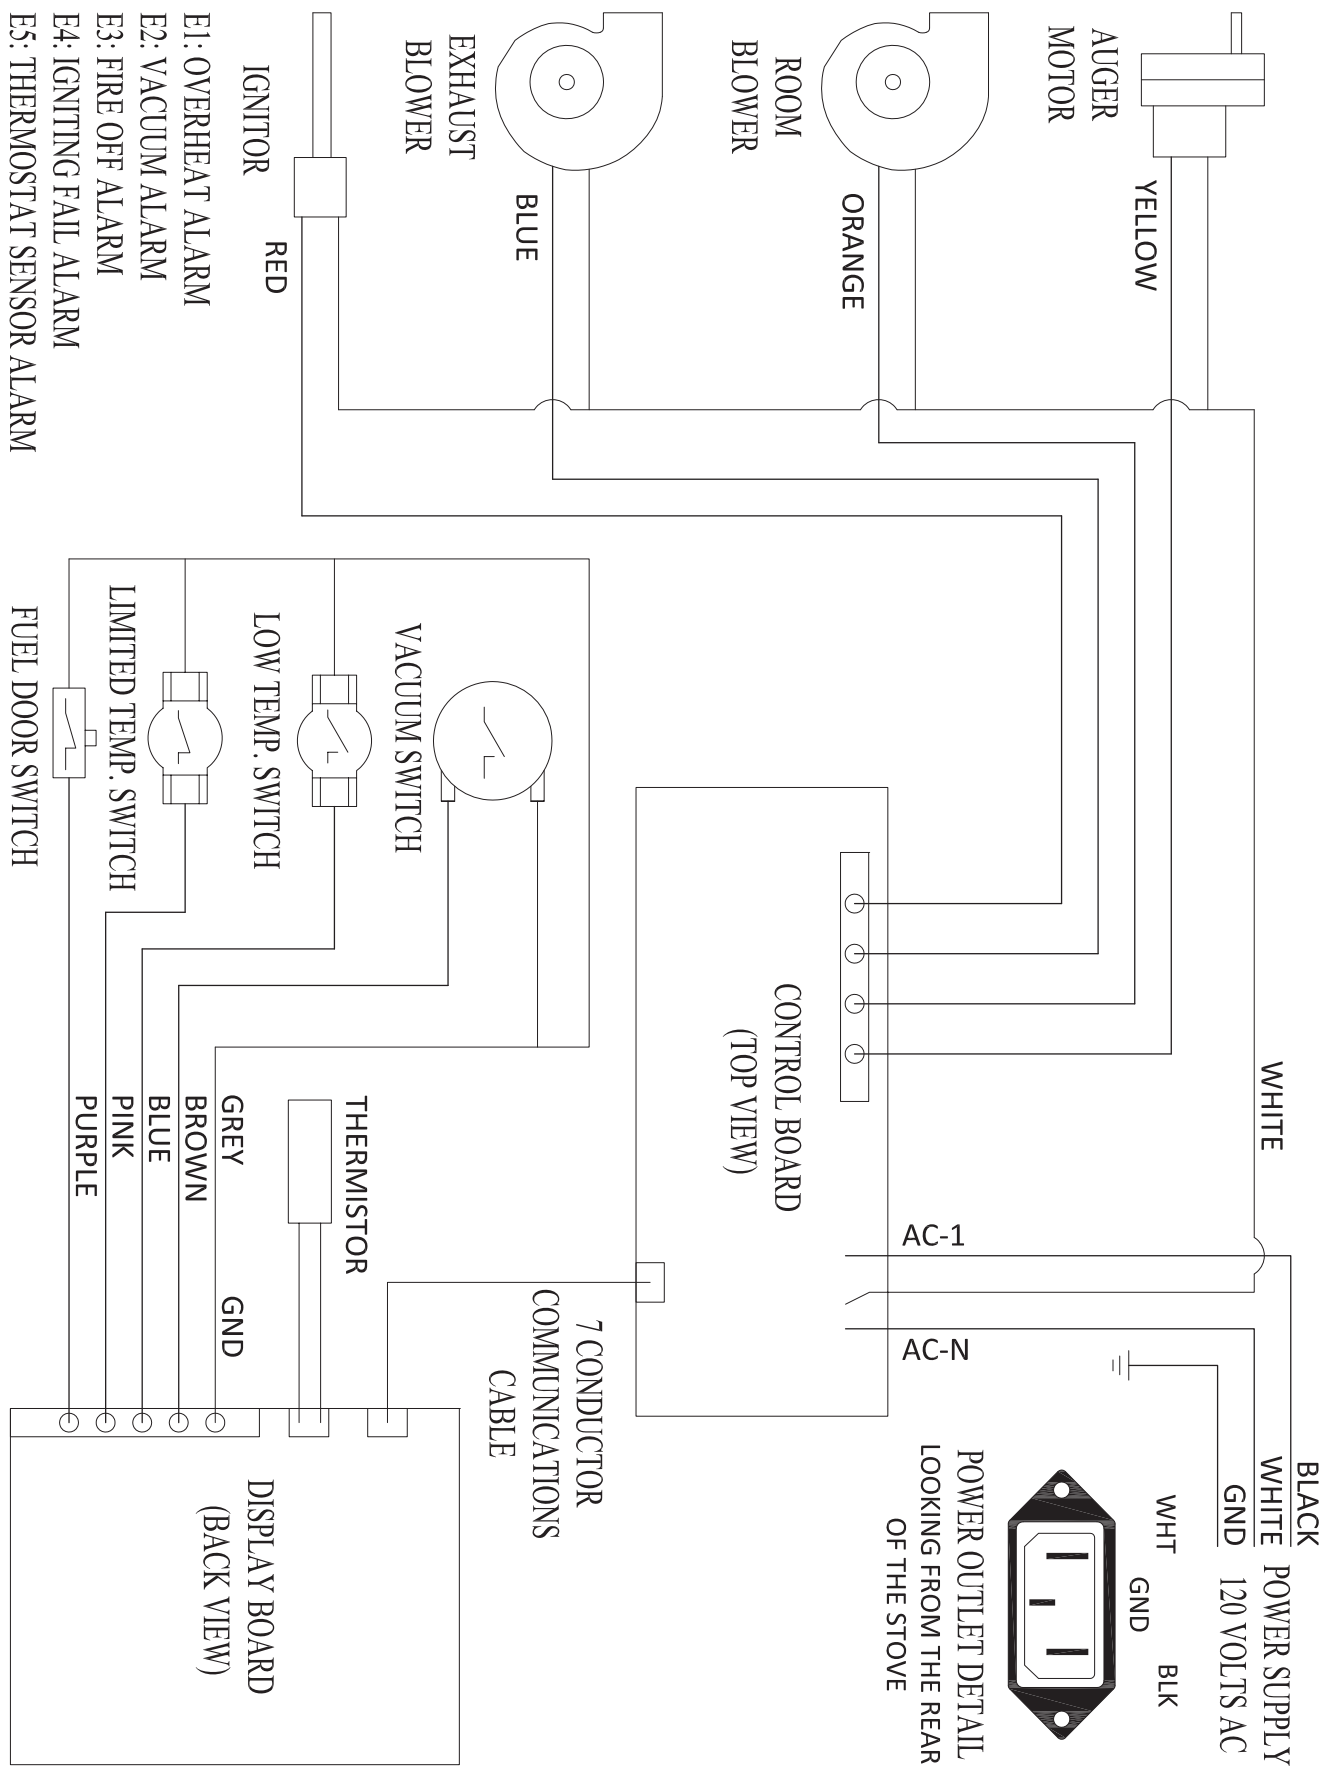 AUGER
MOTOR
YELLOW
ROOM
BLOWER
ORANGE
EXHAUST
BLOWER
BLUE
IGNITOR
RED
E1: OVERHEAT ALARM
E2: VACUUM ALARM
E3: FIRE OFF ALARM
E4: IGNITING FAIL ALARM
E5: THERMOSTAT SENSOR ALARM
WHITE
VACUUM SWITCH
LOW TEMP. SWITCH
LIMITED TEMP. SWITCH
FUEL DOOR SWITCH
CONTROL BOARD
(TOP VIEW)
AC-1
AC-N
GREY
BROWN
BLUE
PINK
PURPLE
GND
THERMISTOR
7 CONDUCTOR
COMMUNICATIONS
CABLE
DISPLAY BOARD
(BACK VIEW)
BLACK
WHITE
GND
POWER SUPPLY
120 VOLTS AC
WHT
GND
BLK
POWER OUTLET DETAIL
LOOKING FROM THE REAR
OF THE STOVE